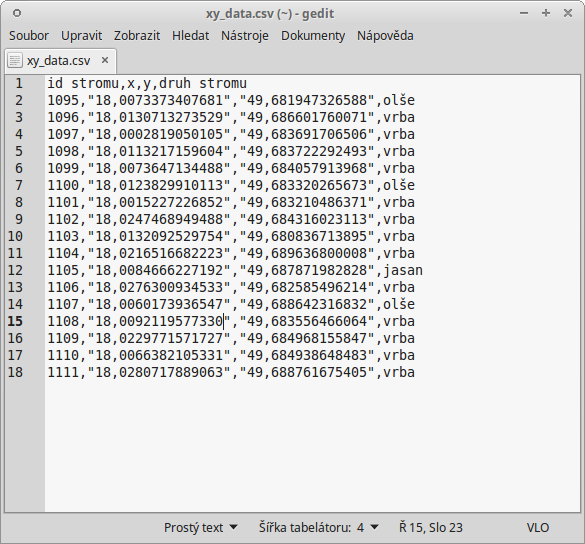 xy_data.csv (~) - gedit
Soubor Upravit Zobrazit Hledat Nástroje Dokumenty Nápověda
xy_data.csv ×
1 id stromu,x,y,druh stromu
2 1095,"18,0073373407681","49,681947326588",olše
3 1096,"18,0130713273529","49,686601760071",vrba
4 1097,"18,0002819050105","49,683691706506",vrba
5 1098,"18,0113217159604","49,683722292493",vrba
6 1099,"18,0073647134488","49,684057913968",vrba
7 1100,"18,0123829910113","49,683320265673",olše
8 1101,"18,0015227226852","49,683210486371",vrba
9 1102,"18,0247468949488","49,684316023113",vrba
10 1103,"18,0132092529754","49,680836713895",vrba
11 1104,"18,0216516682223","49,689636800008",vrba
12 1105,"18,0084666227192","49,687871982828",jasan
13 1106,"18,0276300934533","49,682585496214",vrba
14 1107,"18,0060173936547","49,688642316832",olše
15 1108,"18,0092119577330","49,683556466064",vrba
16 1109,"18,0229771571727","49,684968155847",vrba
17 1110,"18,0066382105331","49,684938648483",vrba
18 1111,"18,0280717889063","49,688761675405",vrba
Prostý text Šířka tabelátoru: 4 Ř 15, Slo 23 VLO